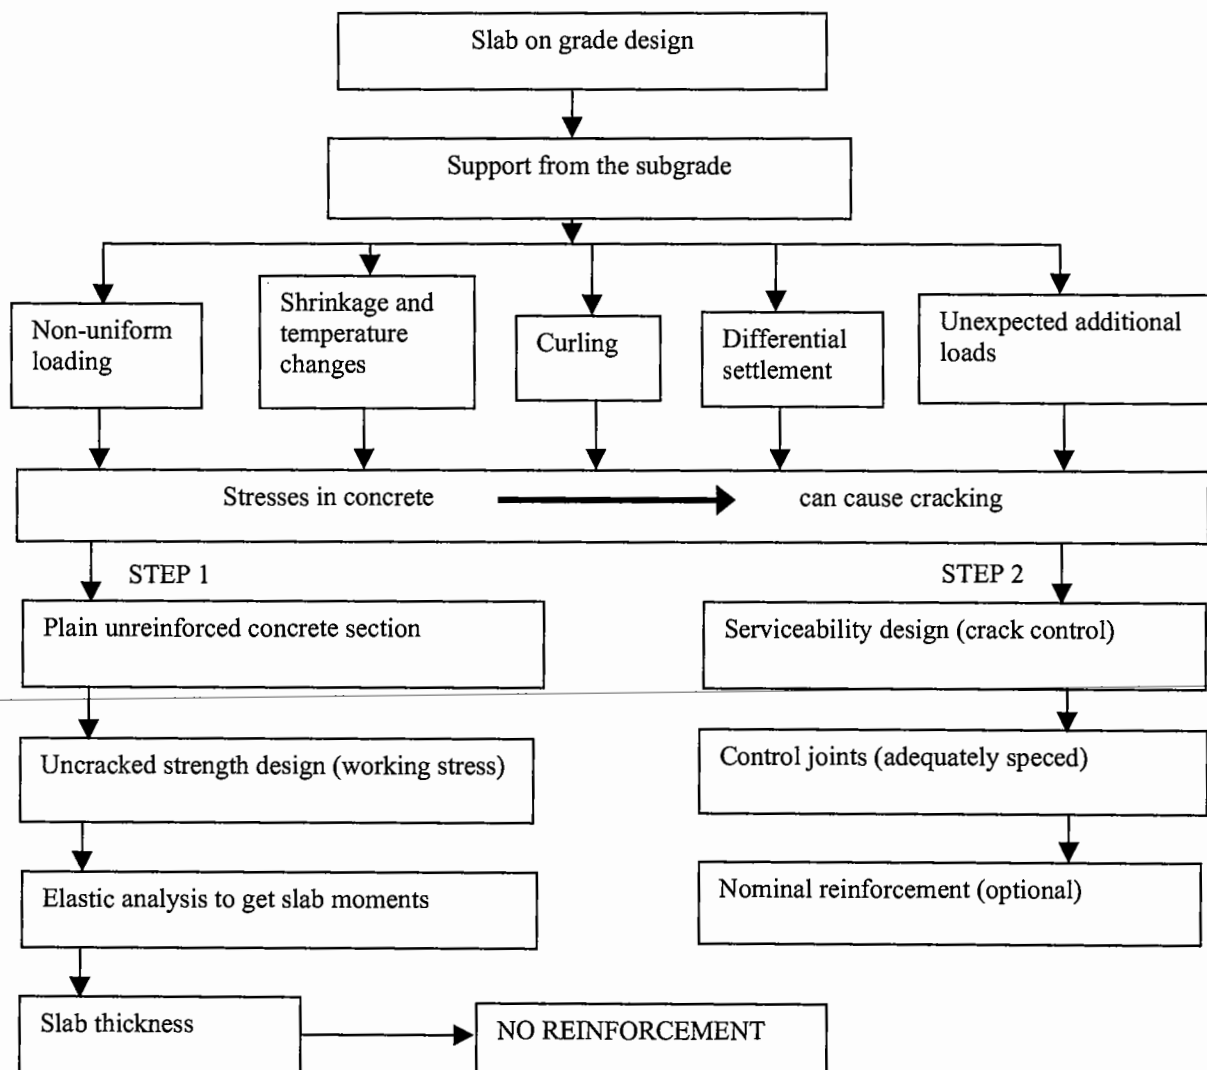 Slab on grade design
Support from the subgrade
Non-uniform
loading
Shrinkage and
temperature
changes
Curling
Differential
settlement
Unexpected additional
loads
Stresses in concrete
can cause cracking
STEP 1
STEP 2
Plain unreinforced concrete section
Serviceability design (crack control)
Uncracked strength design (working stress)
Control joints (adequately speced)
Elastic analysis to get slab moments
Nominal reinforcement (optional)
Slab thickness
NO REINFORCEMENT